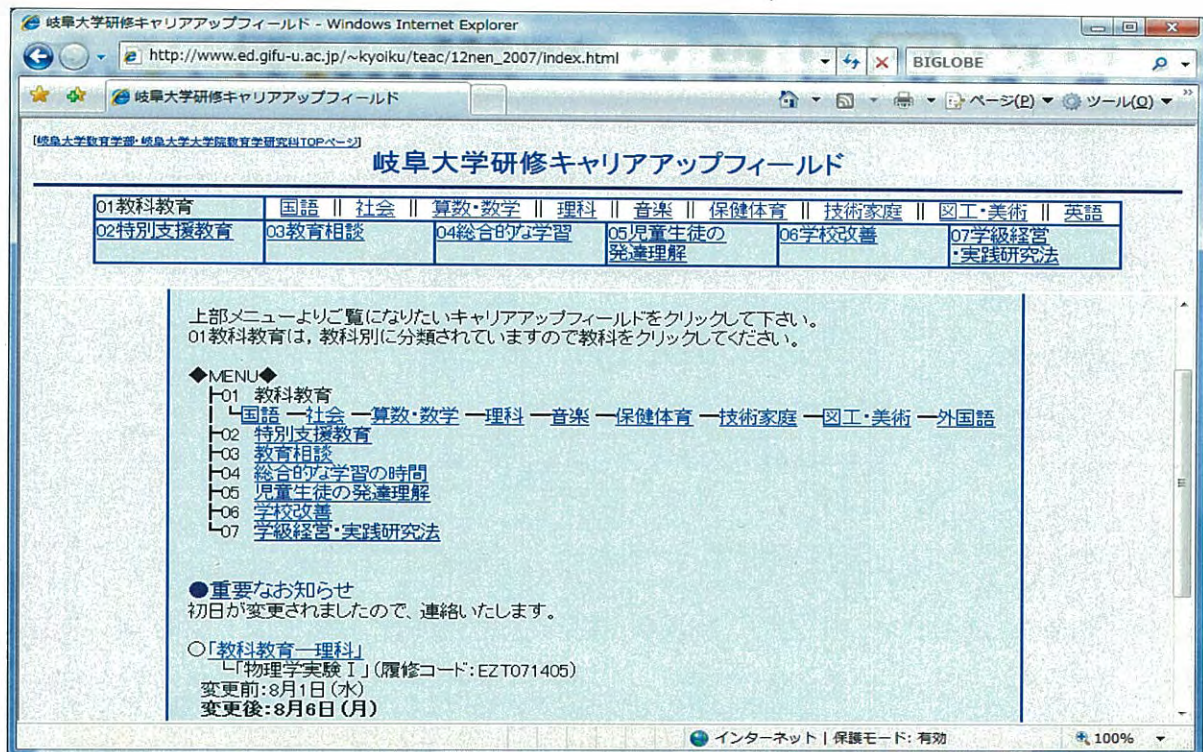 岐阜大学研修キャリアアップフィールド - Windows Internet Explorer
http://www.ed.gifu-u.ac.jp/~kyoiku/teac/12nen_2007/index.html
BIGLOBE
岐阜大学研修キャリアアップフィールド
ページ(P)
ツール(O)
[岐阜大学教育学部・岐阜大学大学院教育学研究科TOPページ]
岐阜大学研修キャリアアップフィールド
01教科教育 国語 || 社会 || 算数・数学 || 理科 || 音楽 || 保健体育 || 技術家庭 || 図工・美術 || 英語
02特別支援教育 03教育相談 04総合的な学習 05児童生徒の発達理解 06学校改善 07学級経営・実践研究法
上部メニューよりご覧になりたいキャリアアップフィールドをクリックして下さい。
01教科教育は，教科別に分類されていますので教科をクリックしてください。
◆MENU◆
├01 教科教育
│└国語 ―社会 ―算数・数学 ―理科 ―音楽 ―保健体育 ―技術家庭 ―図工・美術 ―外国語
├02 特別支援教育
├03 教育相談
├04 総合的な学習の時間
├05 児童生徒の発達理解
├06 学校改善
└07 学級経営・実践研究法
●重要なお知らせ
初日が変更されましたので、連絡いたします。
○「教科教育―理科」
└「物理学実験Ⅰ」(履修コード:EZT071405)
変更前:8月1日(水)
変更後:8月6日(月)
インターネット | 保護モード: 有効
100%